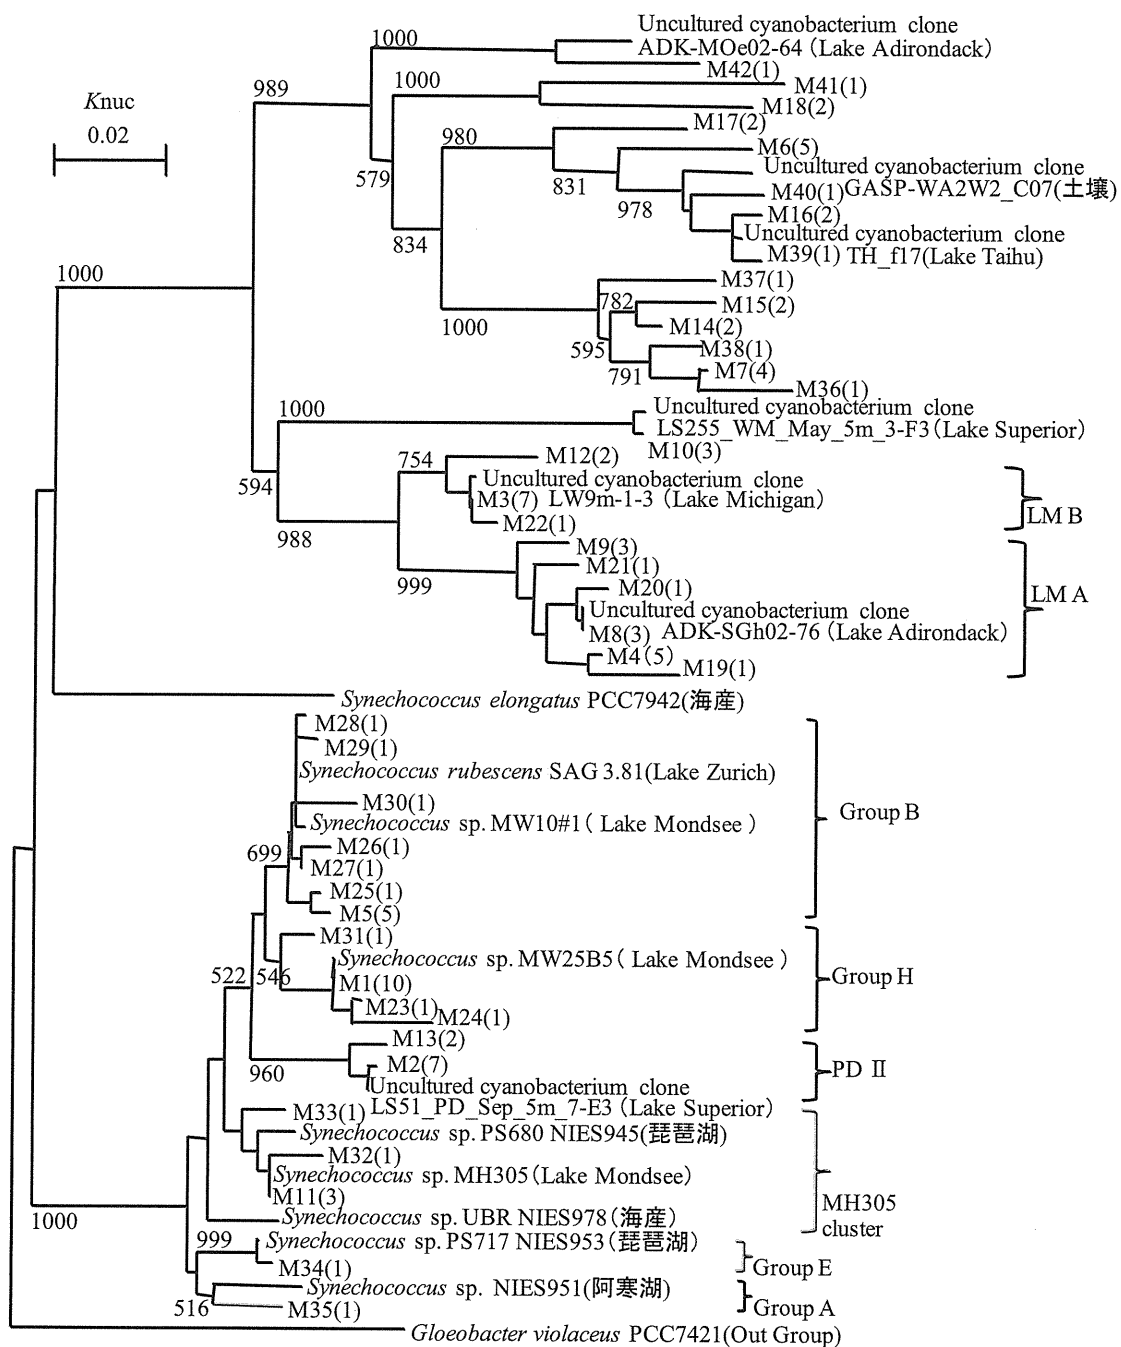 Uncultured cyanobacterium clone
ADK-MOe02-64 (Lake Adirondack)
1000
M42(1)
1000
M41(1)
989
M18(2)
Knuc
0.02
M17(2)
980
M6(5)
Uncultured cyanobacterium clone
579
831
M40(1) GASP-WA2W2_C07(土壌)
978
M16(2)
Uncultured cyanobacterium clone
834
M39(1) TH_f17(Lake Taihu)
1000
M37(1)
782
M15(2)
1000
M14(2)
595
M38(1)
791
M7(4)
M36(1)
1000
Uncultured cyanobacterium clone
LS255_WM_May_5m_3-F3 (Lake Superior)
M10(3)
754
M12(2)
594
Uncultured cyanobacterium clone
M3(7) LW9m-1-3 (Lake Michigan)
LM B
M22(1)
988
M9(3)
999
M21(1)
M20(1)
LM A
Uncultured cyanobacterium clone
M8(3) ADK-SGh02-76 (Lake Adirondack)
M4(5)
M19(1)
Synechococcus elongatus PCC7942(海産)
M28(1)
M29(1)
Synechococcus rubescens SAG 3.81(Lake Zurich)
M30(1)
Group B
Synechococcus sp. MW10#1 ( Lake Mondsee )
699
M26(1)
M27(1)
M25(1)
M5(5)
M31(1)
Synechococcus sp. MW25B5 ( Lake Mondsee )
522
546
M1(10)
Group H
M23(1)
M24(1)
M13(2)
960
M2(7)
PD II
Uncultured cyanobacterium clone
M33(1) LS51_PD_Sep_5m_7-E3 (Lake Superior)
Synechococcus sp. PS680 NIES945(琵琶湖)
M32(1)
Synechococcus sp. MH305 (Lake Mondsee)
M11(3)
MH305
cluster
1000
Synechococcus sp. UBR NIES978 (海産)
999
Synechococcus sp. PS717 NIES953 (琵琶湖)
M34(1)
Group E
Synechococcus sp. NIES951(阿寒湖)
516
M35(1)
Group A
Gloeobacter violaceus PCC7421(Out Group)